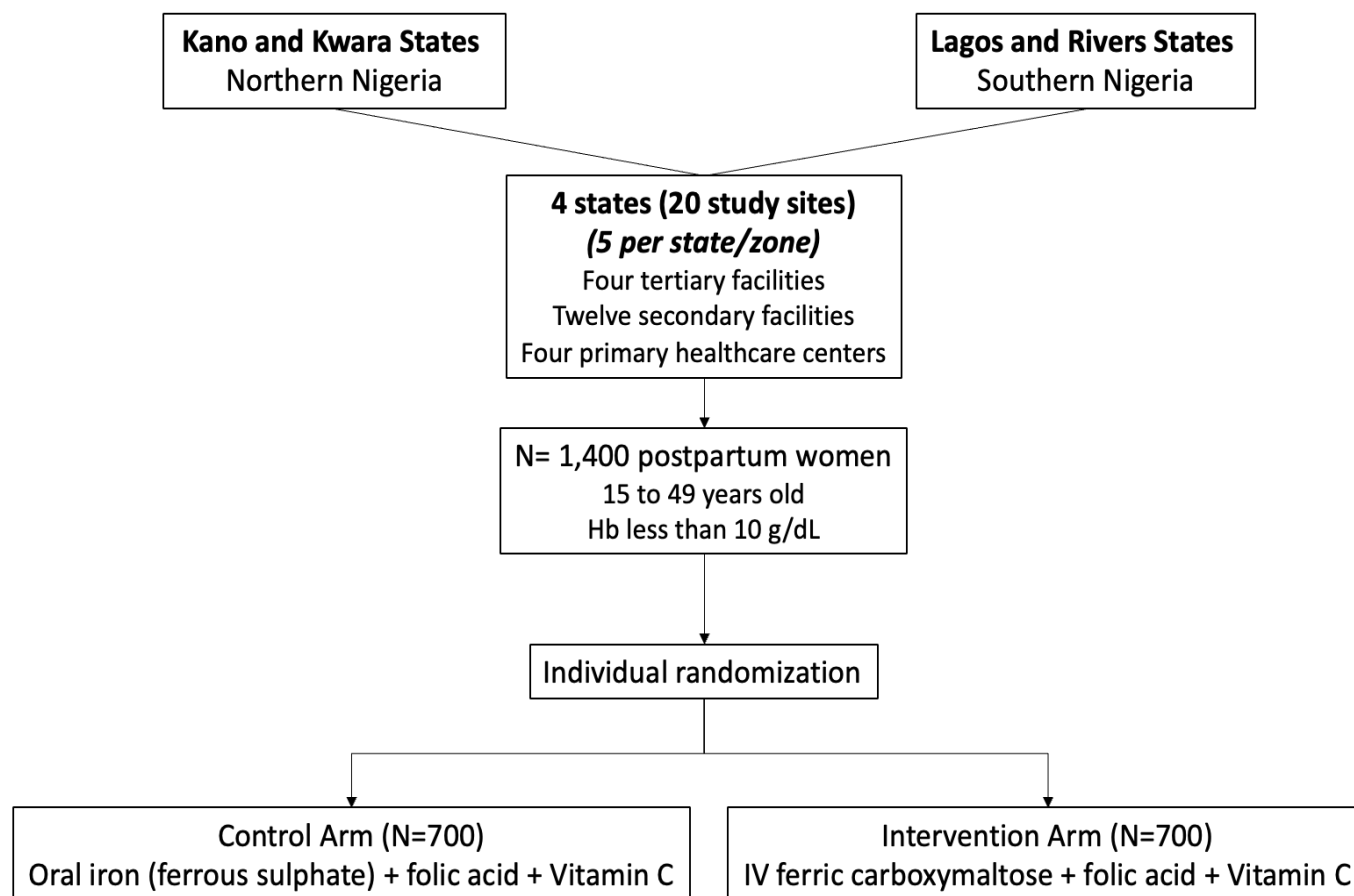 Kano and Kwara States
Northern Nigeria
Lagos and Rivers States
Southern Nigeria
4 states (20 study sites)
(5 per state/zone)
Four tertiary facilities
Twelve secondary facilities
Four primary healthcare centers
N= 1,400 postpartum women
15 to 49 years old
Hb less than 10 g/dL
Individual randomization
Control Arm (N=700)
Oral iron (ferrous sulphate) + folic acid + Vitamin C
Intervention Arm (N=700)
IV ferric carboxymaltose + folic acid + Vitamin C